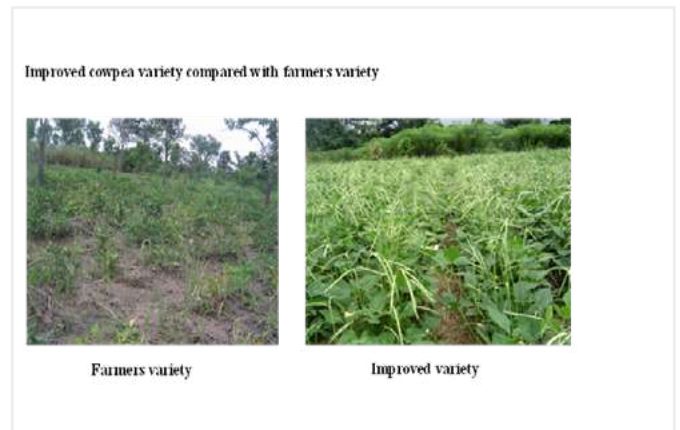 Improved cowpea variety compared with farmers variety
Farmers variety
Improved variety